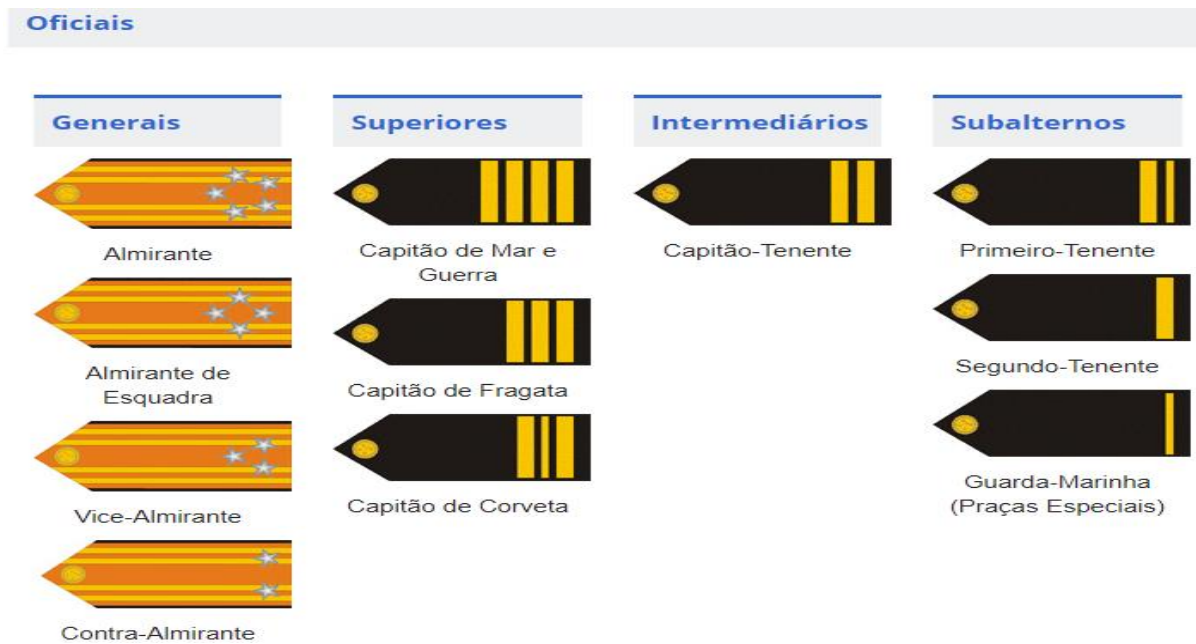 Oficiais
Generais
Almirante
Almirante de
Esquadra
Vice-Almirante
Contra-Almirante
Superiores
Capitão de Mar e
Guerra
Capitão de Fragata
Capitão de Corveta
Intermediários
Capitão-Tenente
Subalternos
Primeiro-Tenente
Segundo-Tenente
Guarda-Marinha
(Praças Especiais)